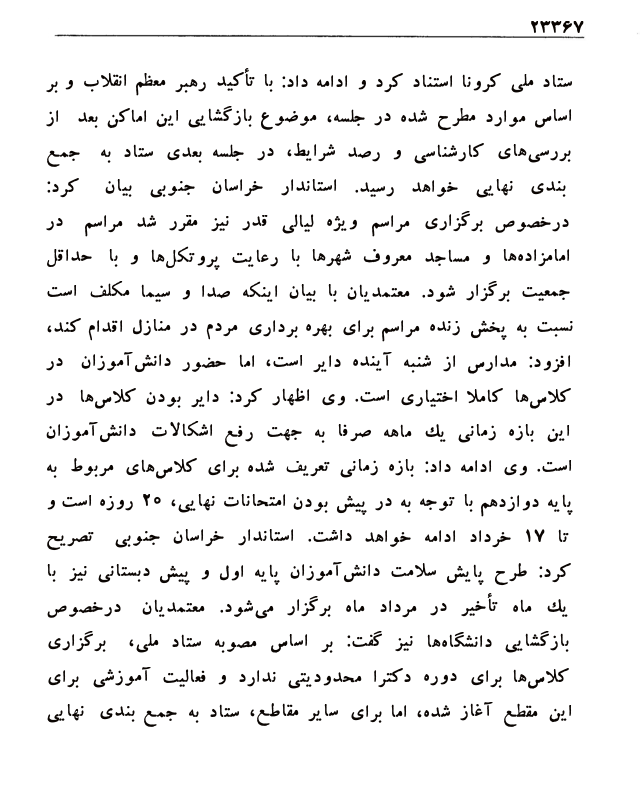 ۲۳۳۶۷
ستاد ملی کرونا استناد کرد و ادامه داد: با تأکید رهبر معظم انقلاب و بر
اساس موارد مطرح شده در جلسه، موضوع بازگشایی این اماکن بعد از
بررسی‌های کارشناسی و رصد شرایط، در جلسه بعدی ستاد به جمع
بندی نهایی خواهد رسید. استاندار خراسان جنوبی بیان کرد:
درخصوص برگزاری مراسم ویژه لیالی قدر نیز مقرر شد مراسم در
امامزاده‌ها و مساجد معروف شهرها با رعایت پروتکل‌ها و با حداقل
جمعیت برگزار شود. معتمدیان با بیان اینکه صدا و سیما مکلف است
نسبت به پخش زنده مراسم برای بهره برداری مردم در منازل اقدام کند،
افزود: مدارس از شنبه آینده دایر است، اما حضور دانش‌آموزان در
کلاس‌ها کاملا اختیاری است. وی اظهار کرد: دایر بودن کلاس‌ها در
این بازه زمانی یك ماهه صرفا به جهت رفع اشکالات دانش‌آموزان
است. وی ادامه داد: بازه زمانی تعریف شده برای کلاس‌های مربوط به
پایه دوازدهم با توجه به در پیش بودن امتحانات نهایی، ۲۵ روزه است و
تا ۱۷ خرداد ادامه خواهد داشت. استاندار خراسان جنوبی تصریح
کرد: طرح پایش سلامت دانش‌آموزان پایه اول و پیش دبستانی نیز با
یك ماه تأخیر در مرداد ماه برگزار می‌شود. معتمدیان درخصوص
بازگشایی دانشگاه‌ها نیز گفت: بر اساس مصوبه ستاد ملی، برگزاری
کلاس‌ها برای دوره دکترا محدودیتی ندارد و فعالیت آموزشی برای
این مقطع آغاز شده، اما برای سایر مقاطع، ستاد به جمع بندی نهایی